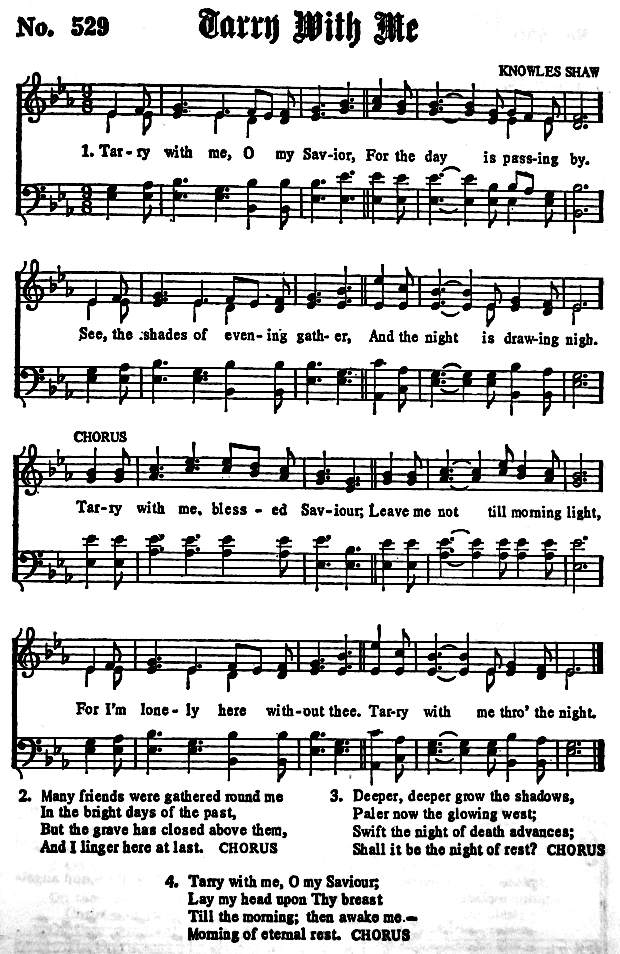 No. 529 Tarry With Me
KNOWLES SHAW
1. Tar- ry with me, O my Sav-ior, For the day is pass-ing by.
See, the shades of even-ing gath-er, And the night is draw-ing nigh.
CHORUS
Tar-ry with me, bless - ed Sav-iour; Leave me not till morning light,
For I'm lone- ly here with-out thee. Tar-ry with me thro' the night.
2. Many friends were gathered round me
In the bright days of the past,
But the grave has closed above them,
And I linger here at last. CHORUS
3. Deeper, deeper grow the shadows,
Paler now the glowing west;
Swift the night of death advances;
Shall it be the night of rest? CHORUS
4. Tarry with me, O my Saviour;
Lay my head upon Thy breast
Till the morning; then awake me.—
Morning of eternal rest. CHORUS